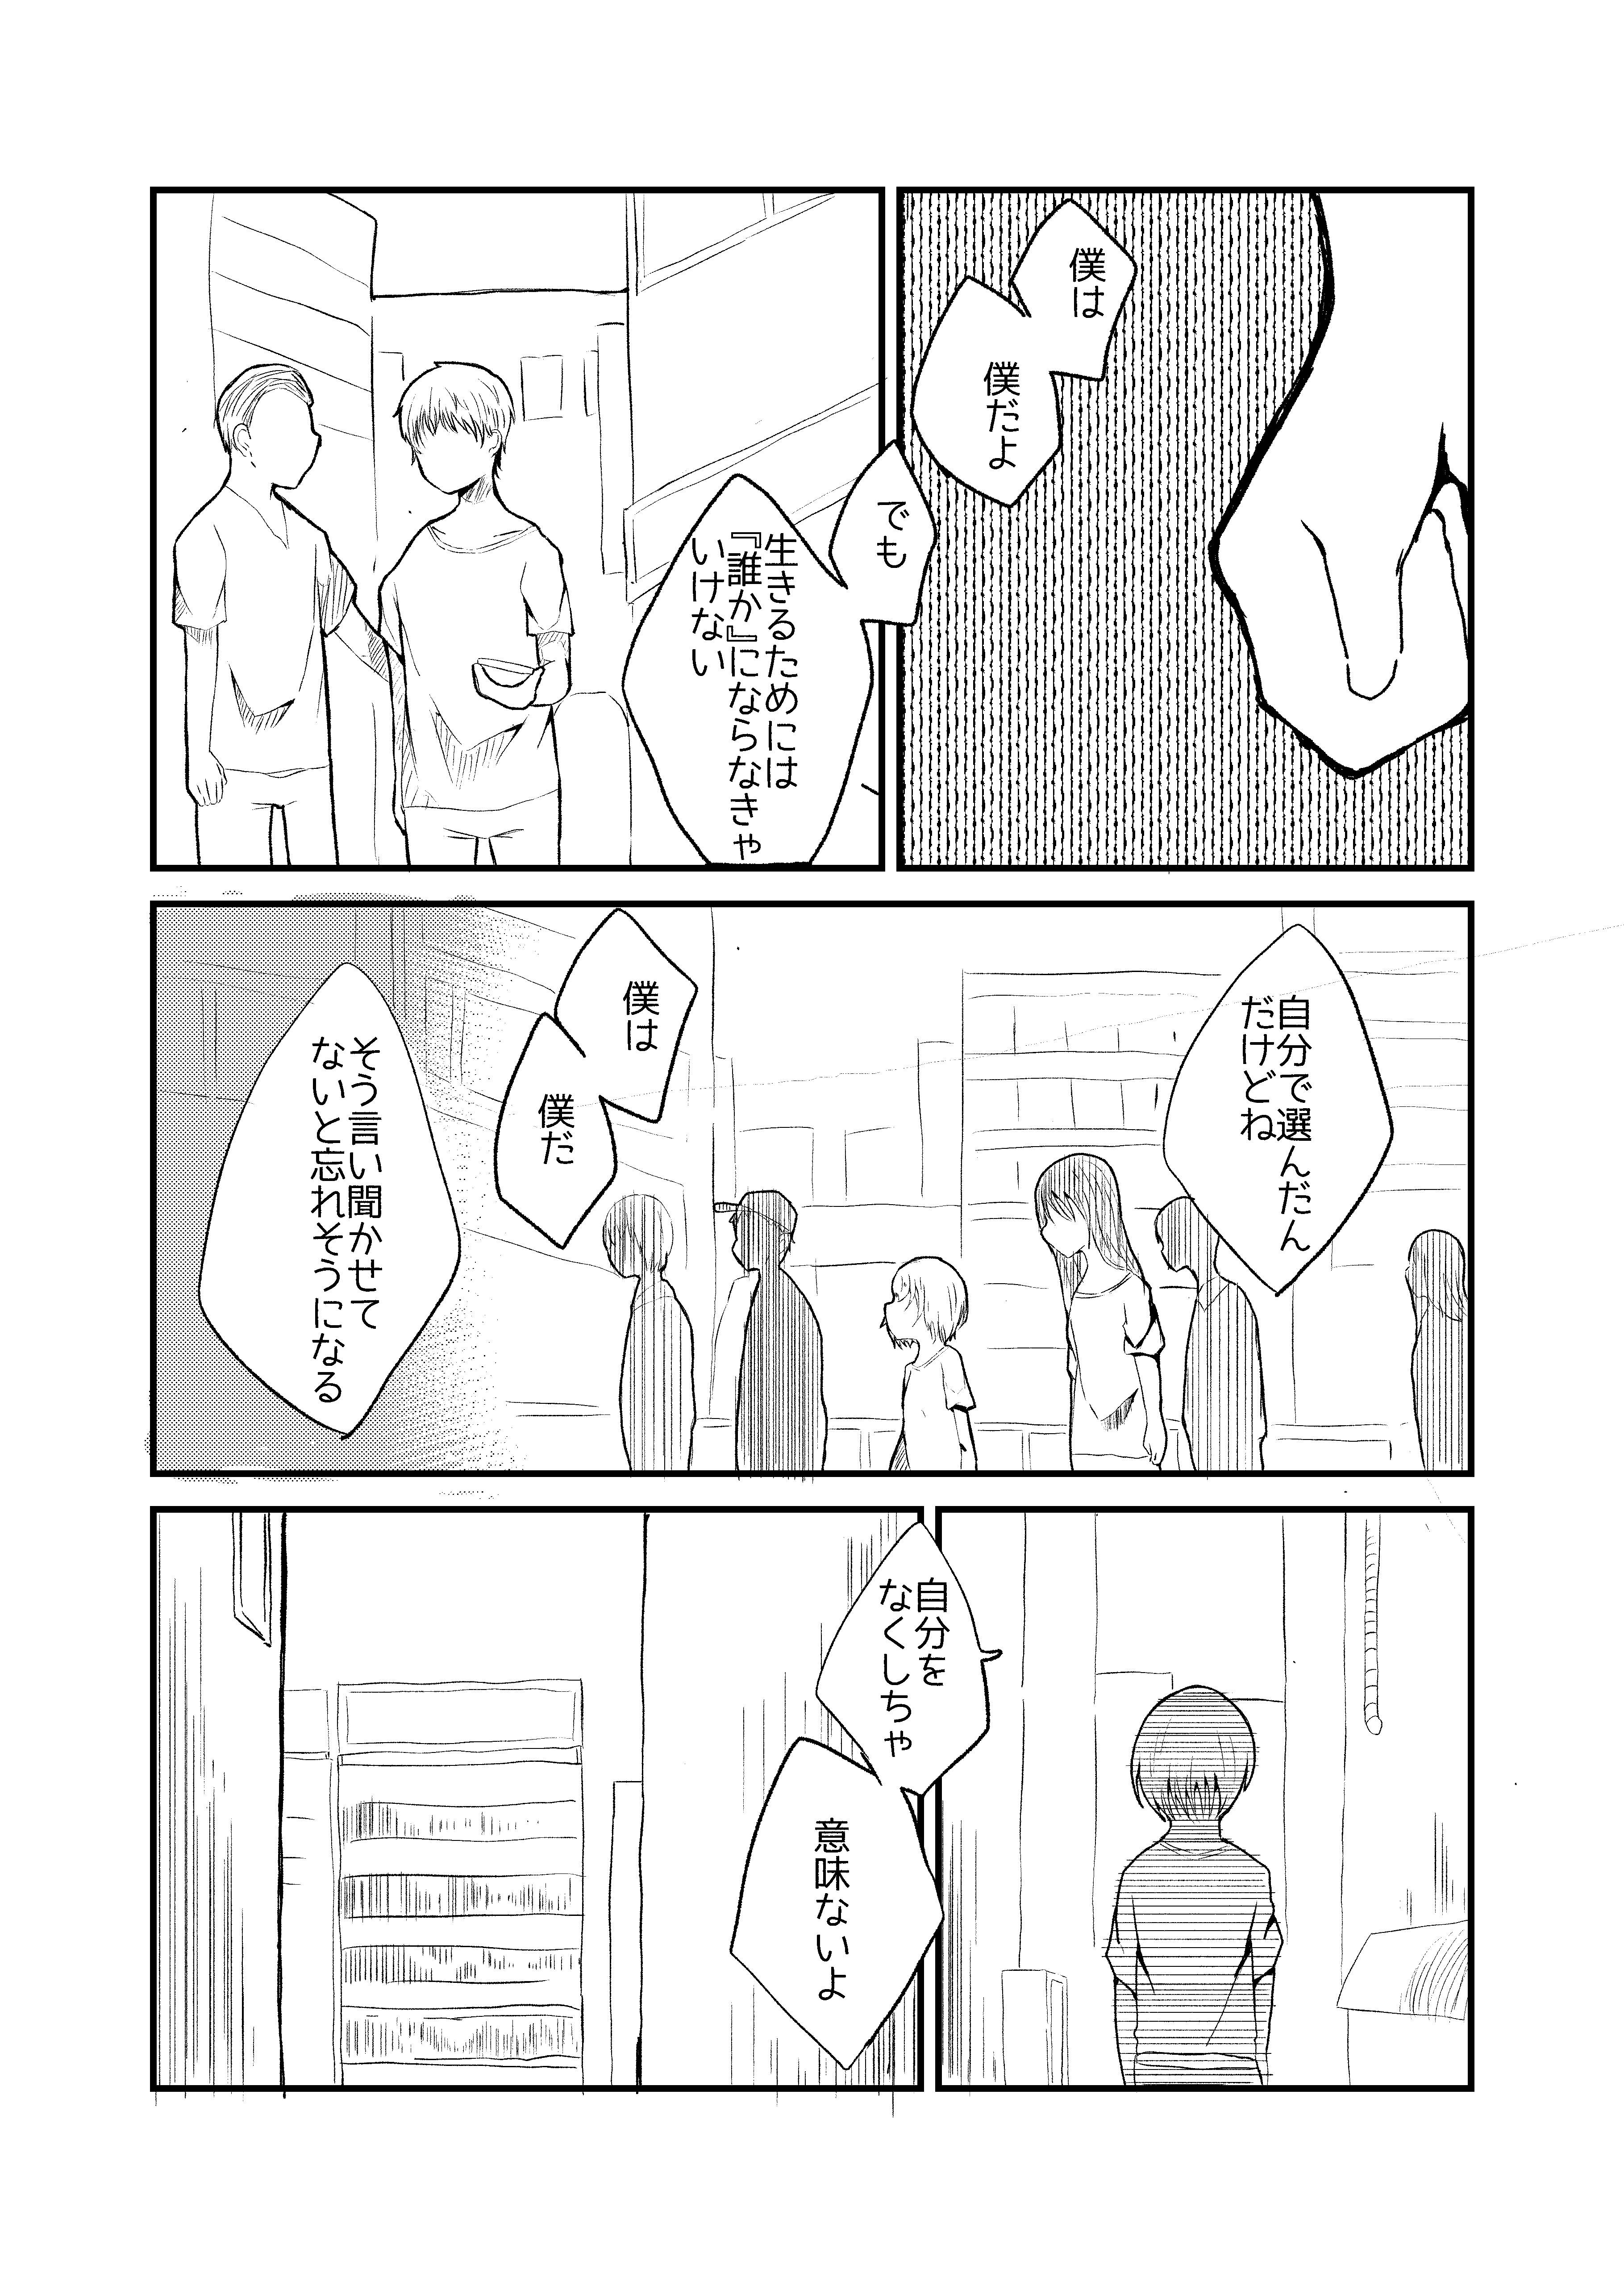 僕は
僕だよ
でも
生きるためには
『誰か』にならなきゃ
いけない
自分で選んだん
だけどね
僕は
僕だ
そう言い聞かせて
ないと忘れそうになる
自分を
なくしちゃ
意味ないよ